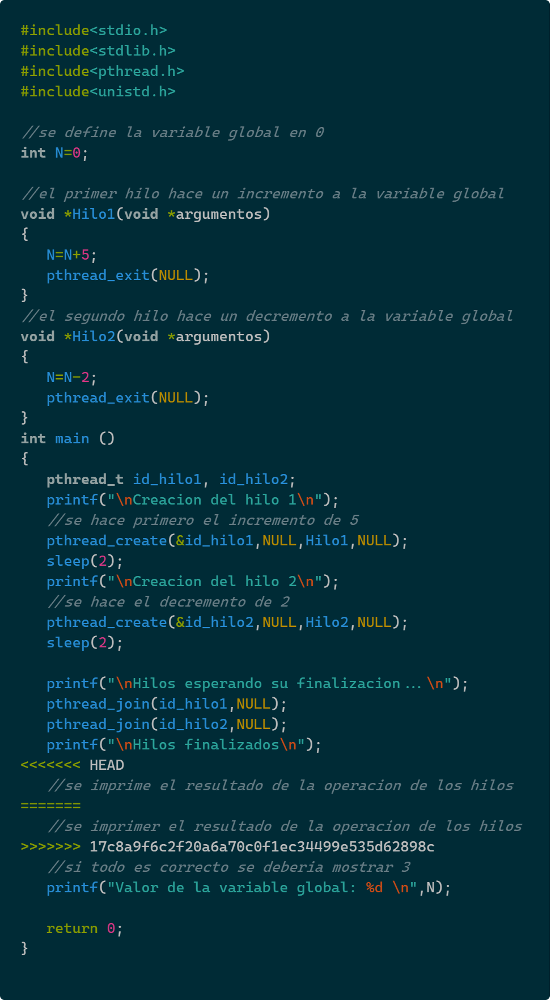 #include<stdio.h>
#include<stdlib.h>
#include<pthread.h>
#include<unistd.h>
//se define la variable global en 0
int N=0;
//el primer hilo hace un incremento a la variable global
void *Hilo1(void *argumentos)
{
   N=N+5;
   pthread_exit(NULL);
}
//el segundo hilo hace un decremento a la variable global
void *Hilo2(void *argumentos)
{
   N=N-2;
   pthread_exit(NULL);
}
int main ()
{
   pthread_t id_hilo1, id_hilo2;
   printf("\nCreacion del hilo 1\n");
   //se hace primero el incremento de 5
   pthread_create(&id_hilo1,NULL,Hilo1,NULL);
   sleep(2);
   printf("\nCreacion del hilo 2\n");
   //se hace el decremento de 2
   pthread_create(&id_hilo2,NULL,Hilo2,NULL);
   sleep(2);
   printf("\nHilos esperando su finalizacion...\n");
   pthread_join(id_hilo1,NULL);
   pthread_join(id_hilo2,NULL);
   printf("\nHilos finalizados\n");
<<<<<<< HEAD
   //se imprime el resultado de la operacion de los hilos
=======
   //se imprimer el resultado de la operacion de los hilos
>>>>>>> 17c8a9f6c2f20a6a70c0f1ec34499e535d62898c
   //si todo es correcto se deberia mostrar 3
   printf("Valor de la variable global: %d \n",N);
   return 0;
}